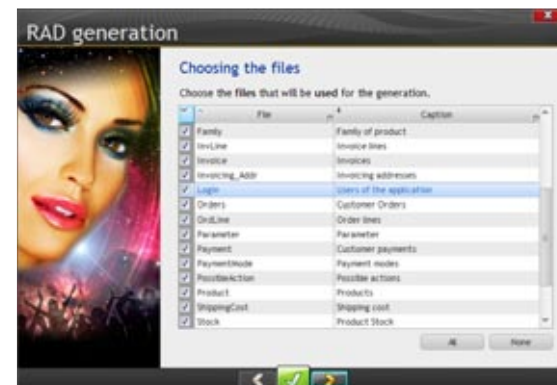 RAD generation
Choosing the files
Choose the files that will be used for the generation.
File Caption
Family Family of product
InvLine Invoice lines
Invoice Invoices
Invoicing_Addr Invoicing addresses
Login Users of the application
Orders Customer Orders
OrdLine Order lines
Parameter Parameter
Payment Customer payments
PaymentMode Payment modes
PossibleAction Possible actions
Product Products
ShippingCost Shipping cost
Stock Product Stock
All None